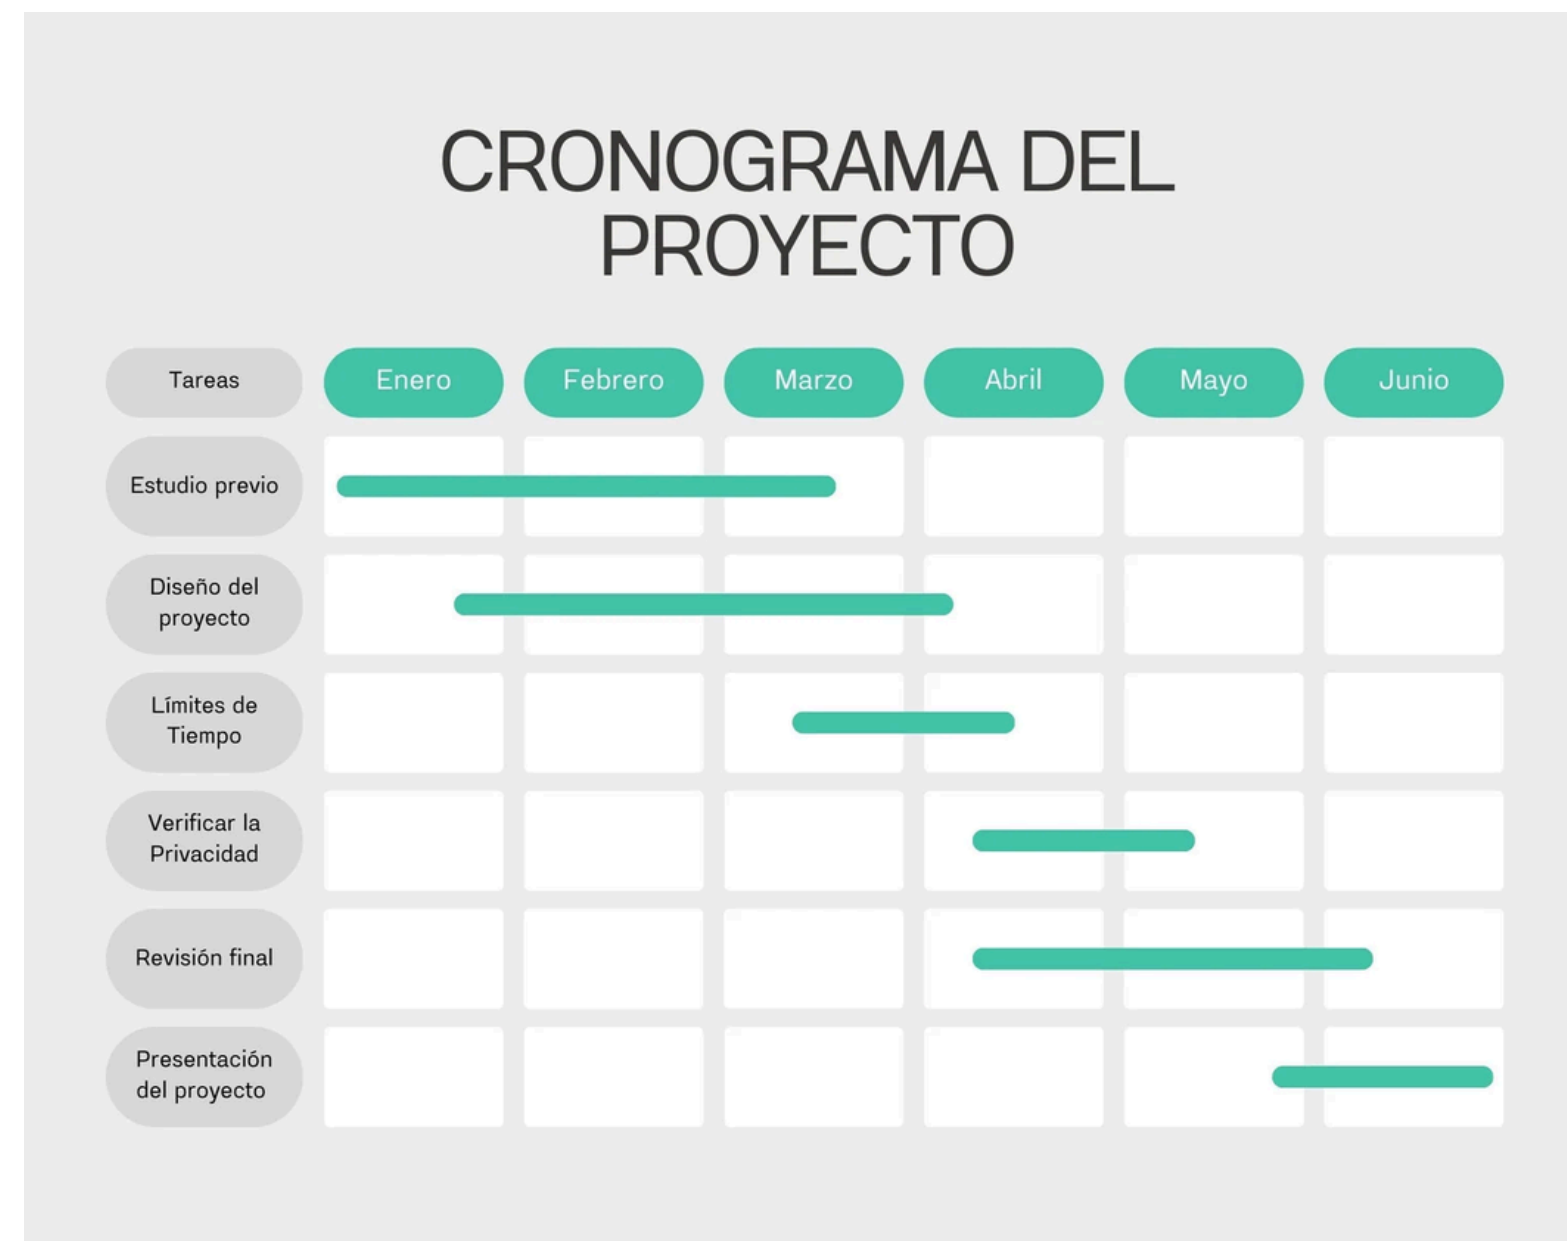 CRONOGRAMA DEL
PROYECTO
Tareas
Enero
Febrero
Marzo
Abril
Mayo
Junio
Estudio previo
Diseño del
proyecto
Límites de
Tiempo
Verificar la
Privacidad
Revisión final
Presentación
del proyecto